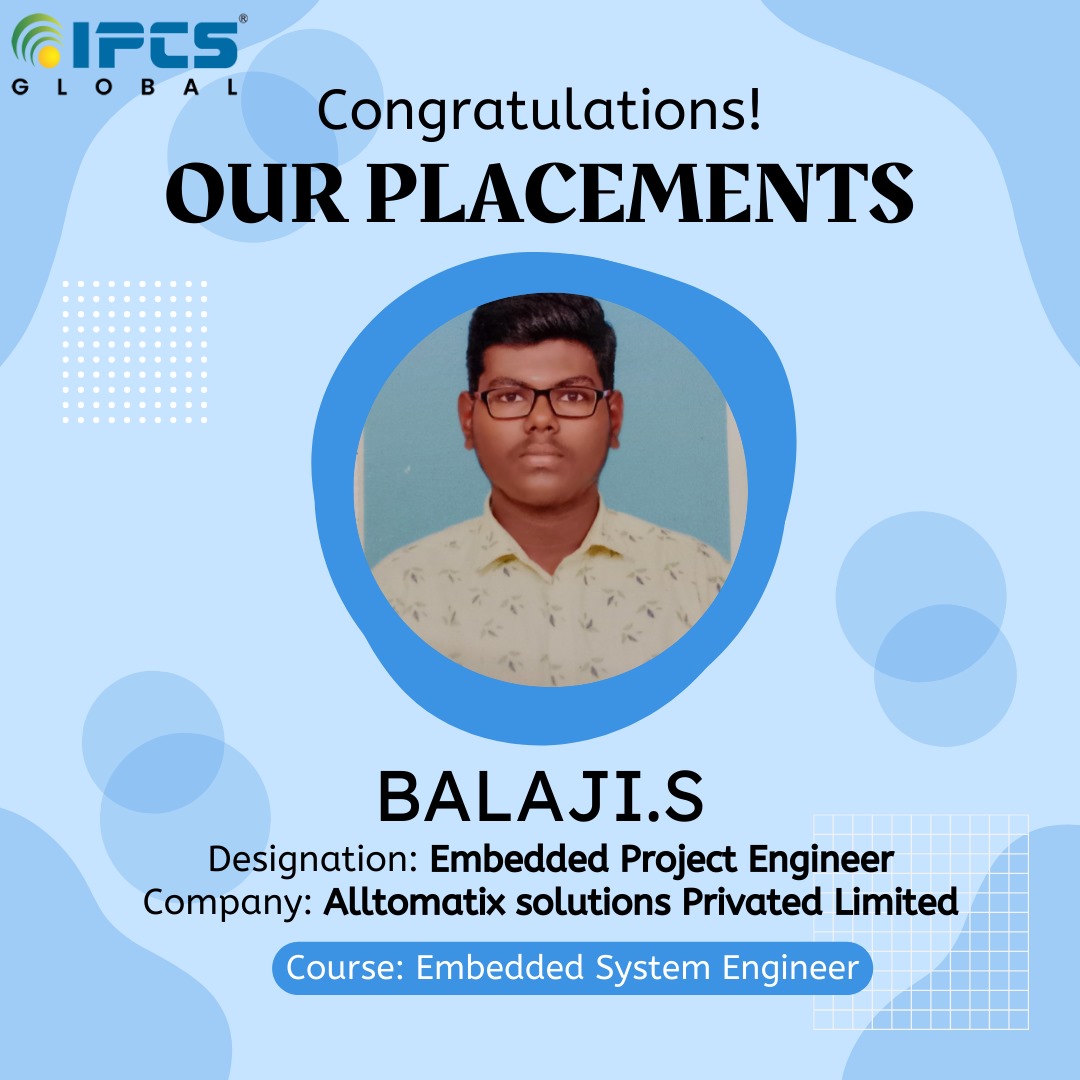 IPCS®
GLOBAL
Congratulations!
OUR PLACEMENTS
BALAJI.S
Designation: Embedded Project Engineer
Company: Alltomatix solutions Privated Limited
Course: Embedded System Engineer